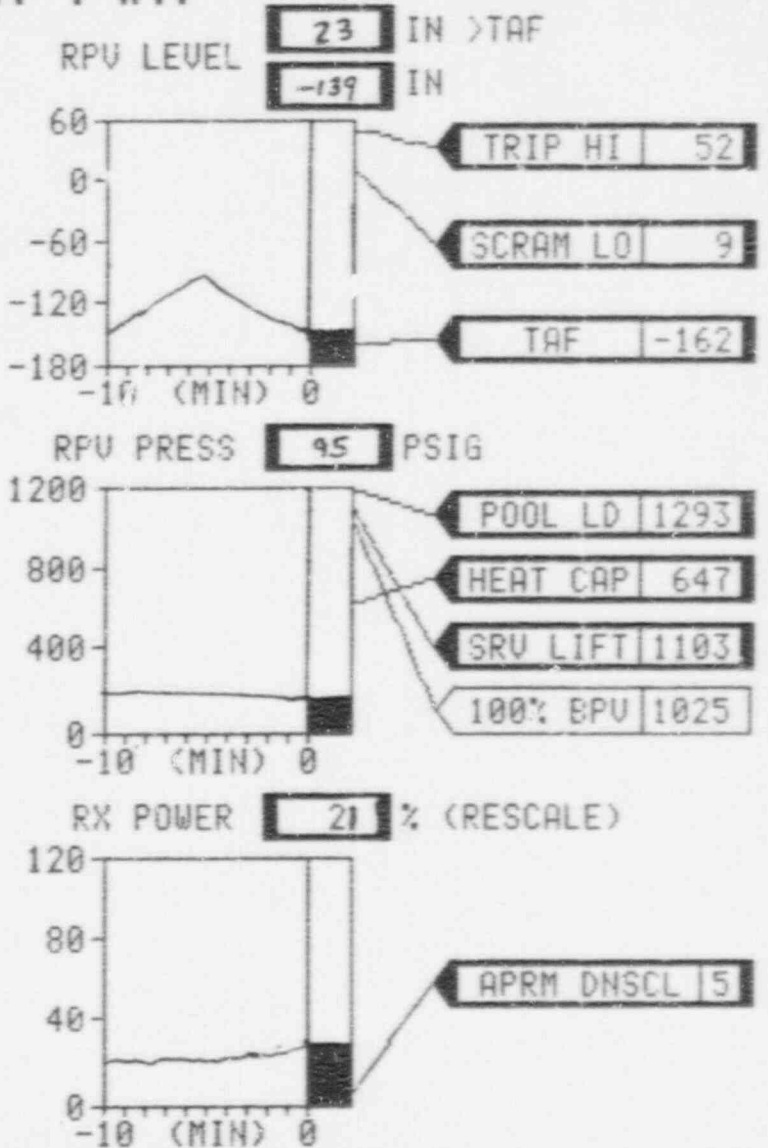 23 IN >TAF
RPV LEVEL
-139 IN
60
0
-60
-120
-180
-10 (MIN) 0
TRIP HI 52
SCRAM LO 9
TAF -162
RPV PRESS 95 PSIG
1200
800
400
0
-10 (MIN) 0
POOL LD 1293
HEAT CAP 647
SRV LIFT 1103
100% BPV 1025
RX POWER 21 % (RESCALE)
120
80
40
0
-10 (MIN) 0
APRM DNSCL 5